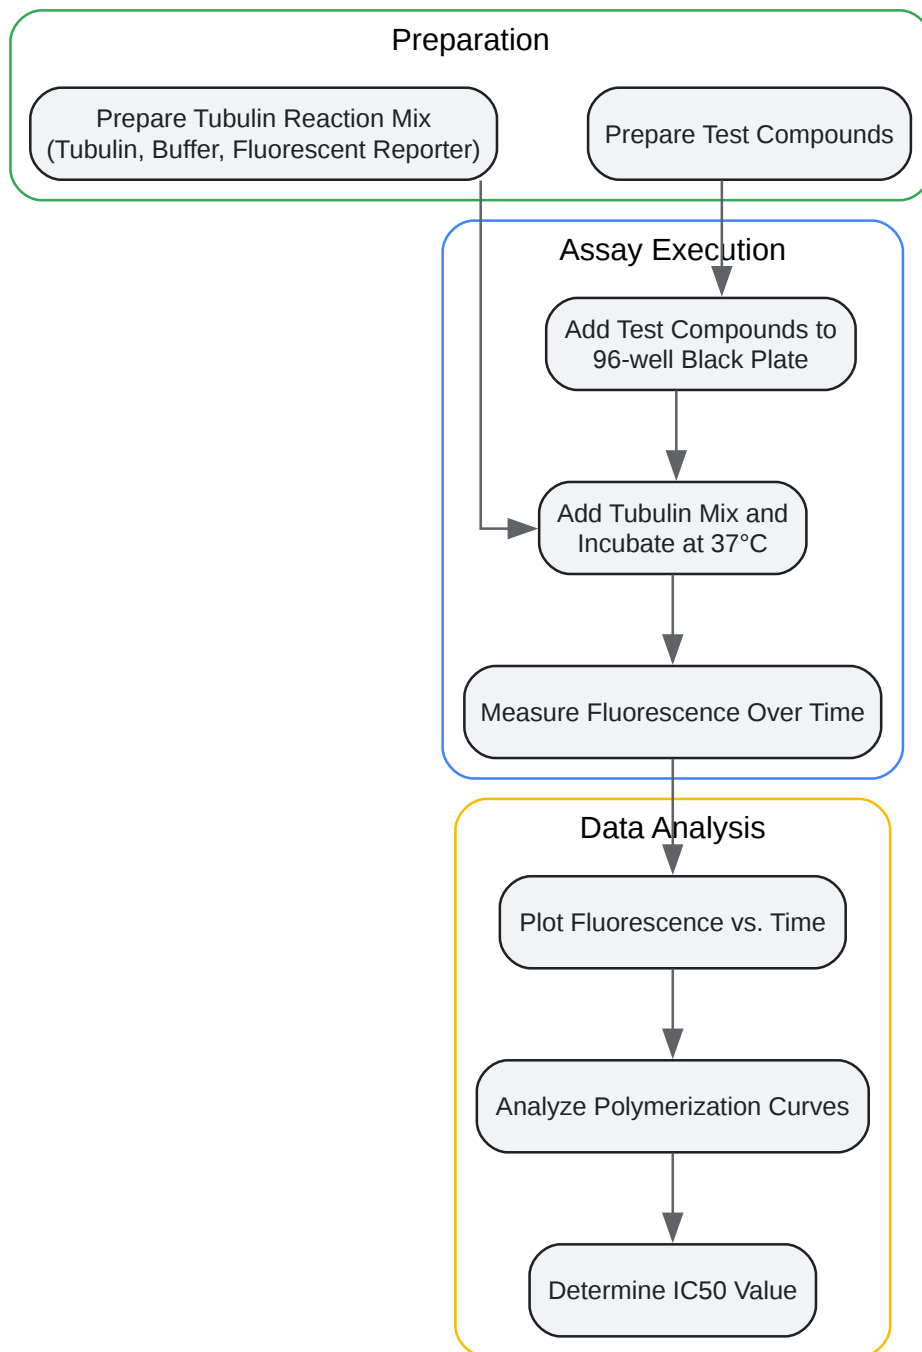 Preparation
Prepare Tubulin Reaction Mix
(Tubulin, Buffer, Fluorescent Reporter)
Prepare Test Compounds
Assay Execution
Add Test Compounds to
96-well Black Plate
Add Tubulin Mix and
Incubate at 37°C
Measure Fluorescence Over Time
Data Analysis
Plot Fluorescence vs. Time
Analyze Polymerization Curves
Determine IC50 Value